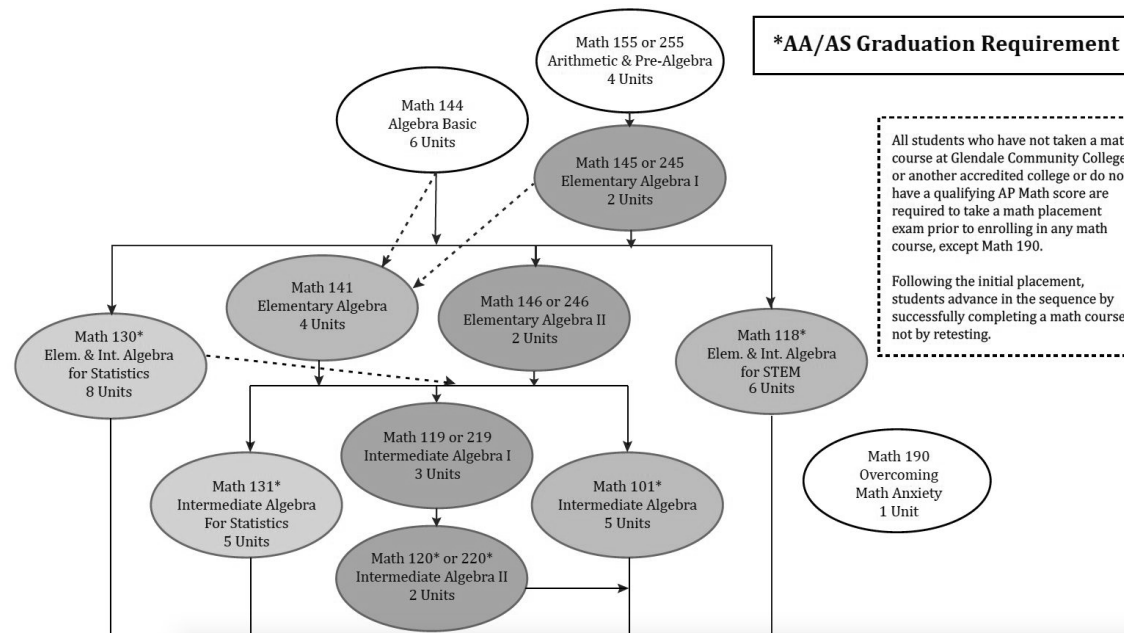 *AA/AS Graduation Requirement
Math 155 or 255
Arithmetic & Pre-Algebra
4 Units
Math 144
Algebra Basic
6 Units
Math 145 or 245
Elementary Algebra I
2 Units
All students who have not taken a mat
course at Glendale Community College
or another accredited college or do no
have a qualifying AP Math score are
required to take a math placement
exam prior to enrolling in any math
course, except Math 190.
Following the initial placement,
students advance in the sequence by
successfully completing a math course
not by retesting.
Math 141
Elementary Algebra
4 Units
Math 146 or 246
Elementary Algebra II
2 Units
Math 130*
Elem. & Int. Algebra
for Statistics
8 Units
Math 118*
Elem. & Int. Algebra
for STEM
6 Units
Math 119 or 219
Intermediate Algebra I
3 Units
Math 190
Overcoming
Math Anxiety
1 Unit
Math 131*
Intermediate Algebra
For Statistics
5 Units
Math 101*
Intermediate Algebra
5 Units
Math 120* or 220*
Intermediate Algebra II
2 Units